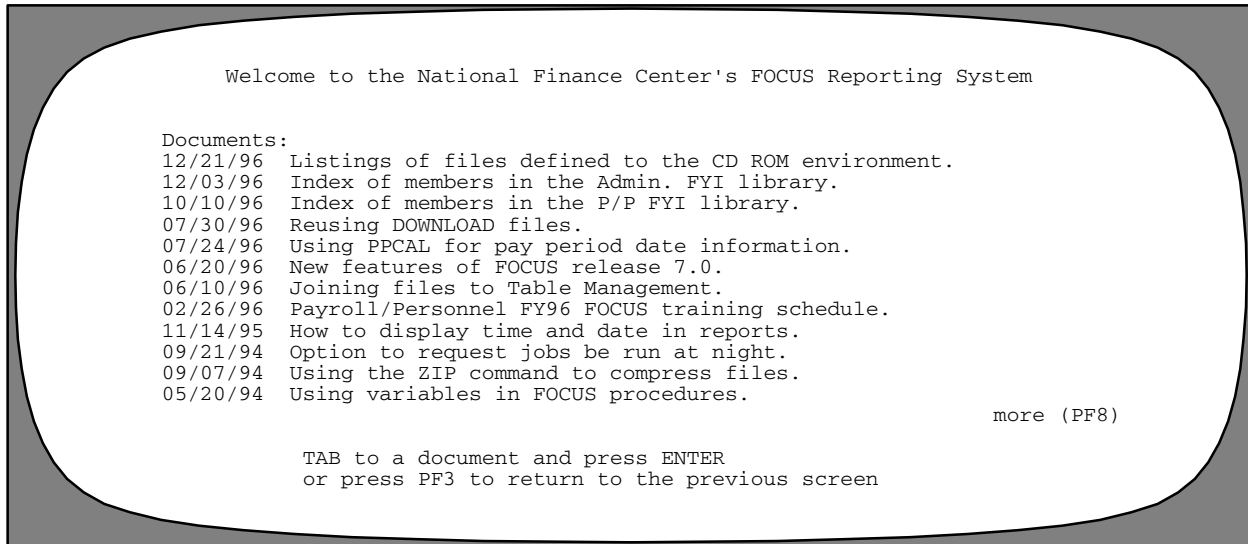 Welcome to the National Finance Center's FOCUS Reporting System
Documents:
12/21/96 Listings of files defined to the CD ROM environment.
12/03/96 Index of members in the Admin. FYI library.
10/10/96 Index of members in the P/P FYI library.
07/30/96 Reusing DOWNLOAD files.
07/24/96 Using PPCAL for pay period date information.
06/20/96 New features of FOCUS release 7.0.
06/10/96 Joining files to Table Management.
02/26/96 Payroll/Personnel FY96 FOCUS training schedule.
11/14/95 How to display time and date in reports.
09/21/94 Option to request jobs be run at night.
09/07/94 Using the ZIP command to compress files.
05/20/94 Using variables in FOCUS procedures.
more (PF8)
TAB to a document and press ENTER
or press PF3 to return to the previous screen